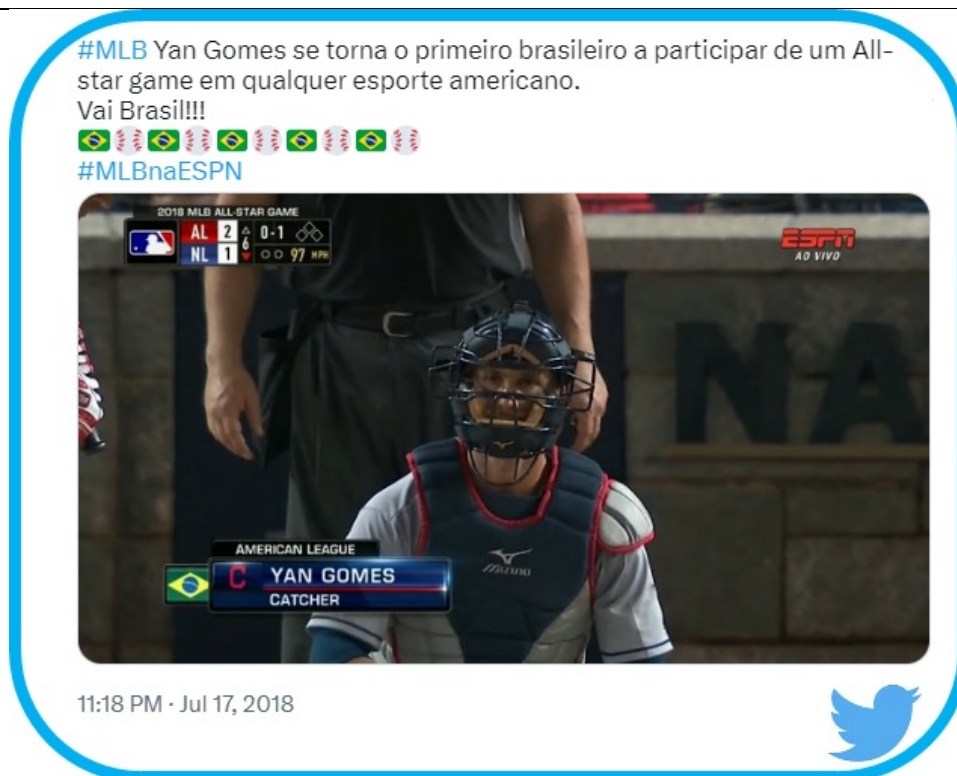 #MLB Yan Gomes se torna o primeiro brasileiro a participar de um All-
star game em qualquer esporte americano.
Vai Brasil!!!
#MLBnaESPN
2018 MLB ALL-STAR GAME
AL 2 6 0-1
NL 1 97 MPH
ESPN
AO VIVO
NA
MIZUNO
AMERICAN LEAGUE
C YAN GOMES
CATCHER
11:18 PM · Jul 17, 2018